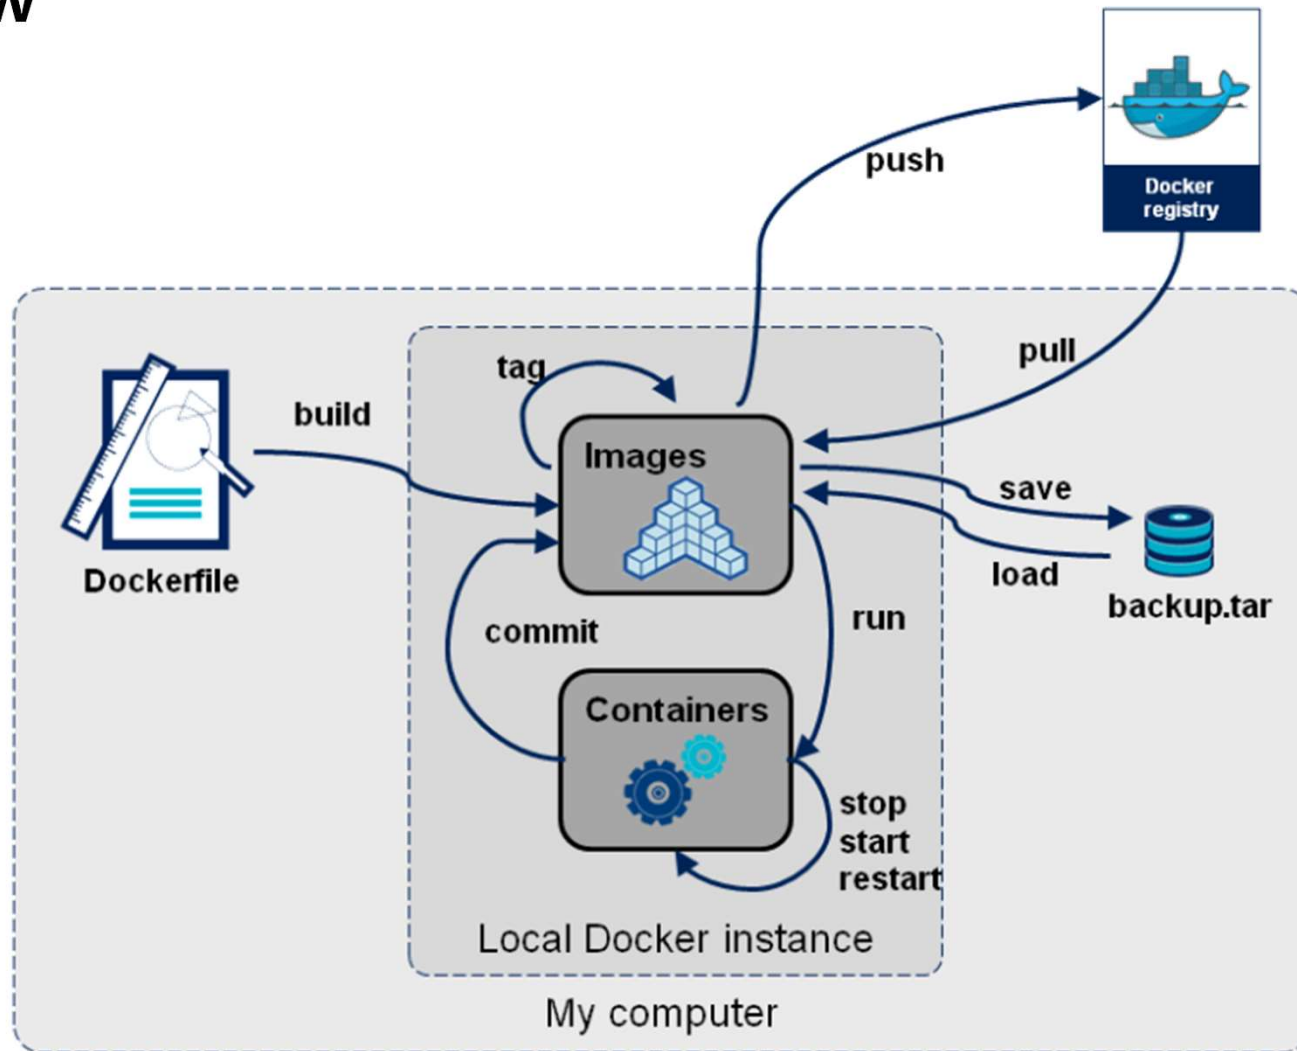 w
push
Docker
registry
pull
tag
build
Images
save
Dockerfile
load
backup.tar
commit
run
Containers
stop
start
restart
Local Docker instance
My computer